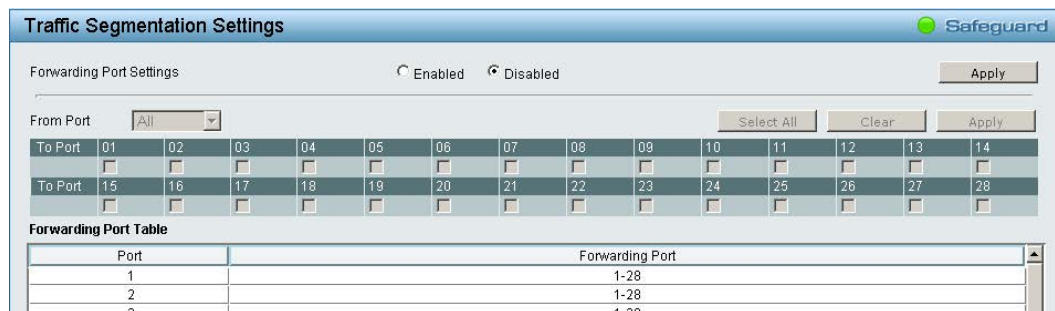 Traffic Segmentation Settings Safeguard
Forwarding Port Settings Enabled Disabled Apply
From Port All Select All Clear Apply
To Port 01 02 03 04 05 06 07 08 09 10 11 12 13 14
To Port 15 16 17 18 19 20 21 22 23 24 25 26 27 28
Forwarding Port Table
Port Forwarding Port
1 1-28
2 1-28